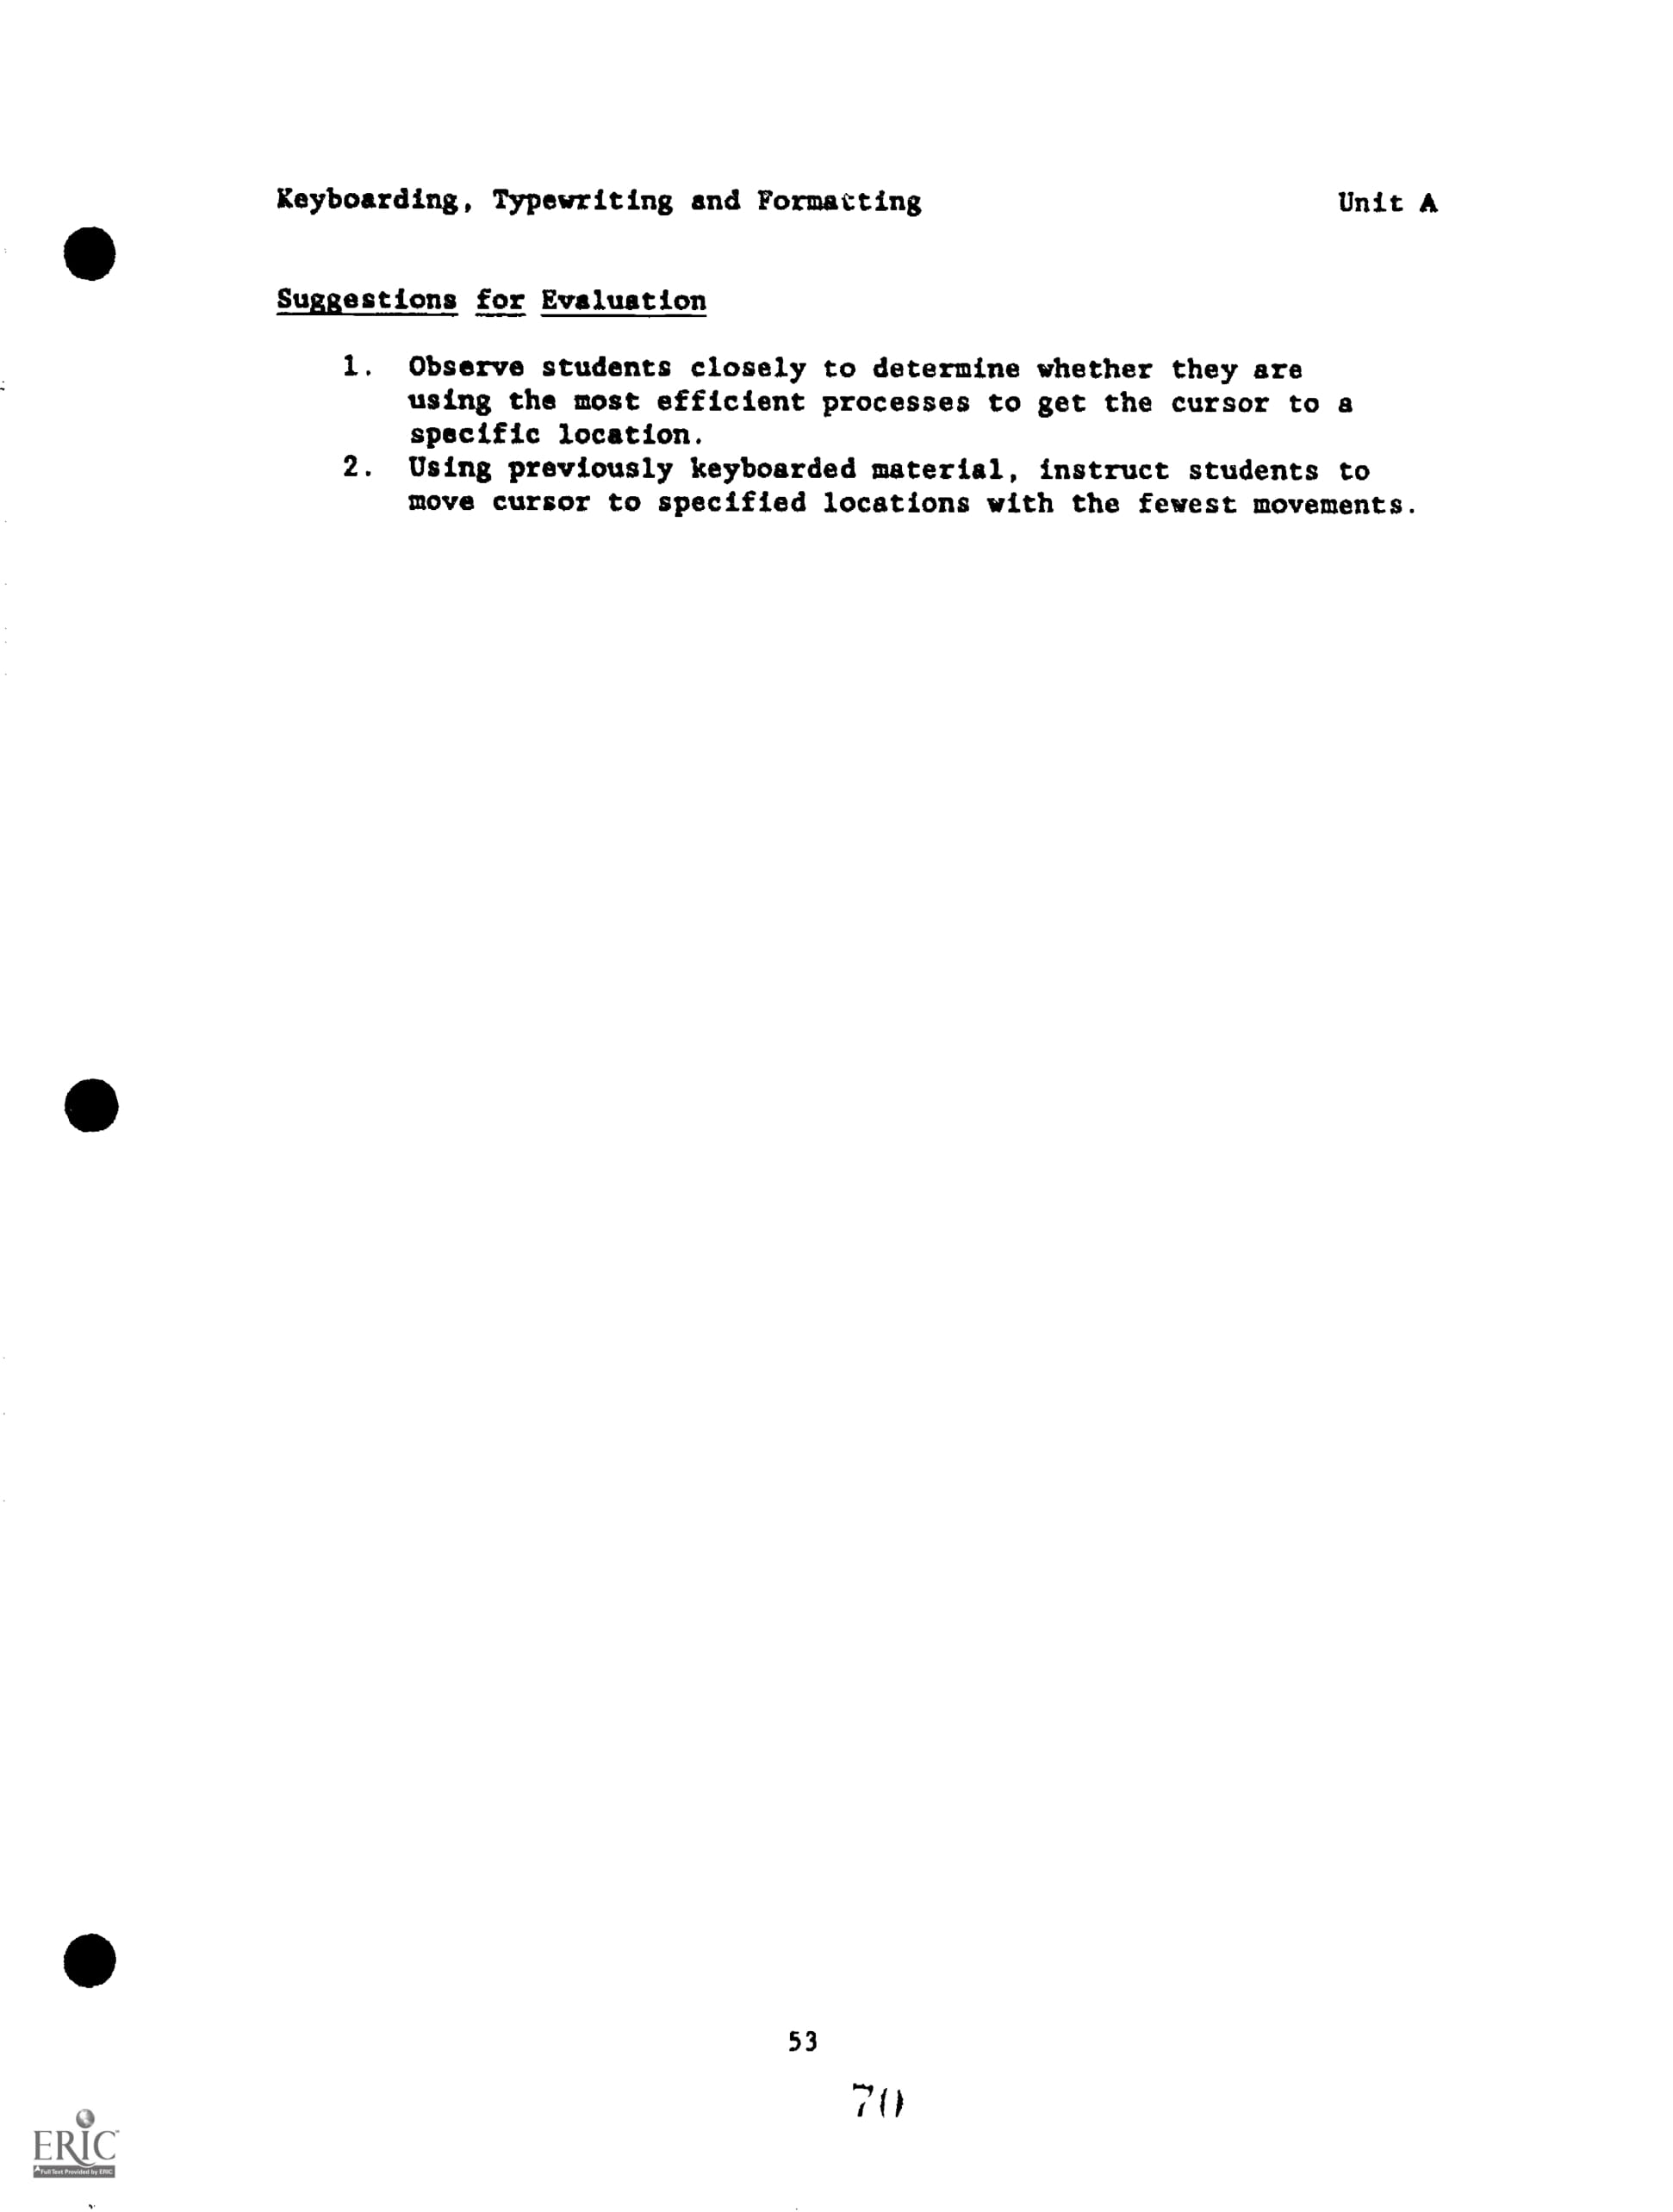 Keyboarding, Typewriting and Formatting Unit A
Suggestions for Evaluation
1. Observe students closely to determine whether they are
using the most efficient processes to get the cursor to a
specific location.
2. Using previously keyboarded material, instruct students to
move cursor to specified locations with the fewest movements.
53
70
ERIC
Full Text Provided by ERIC